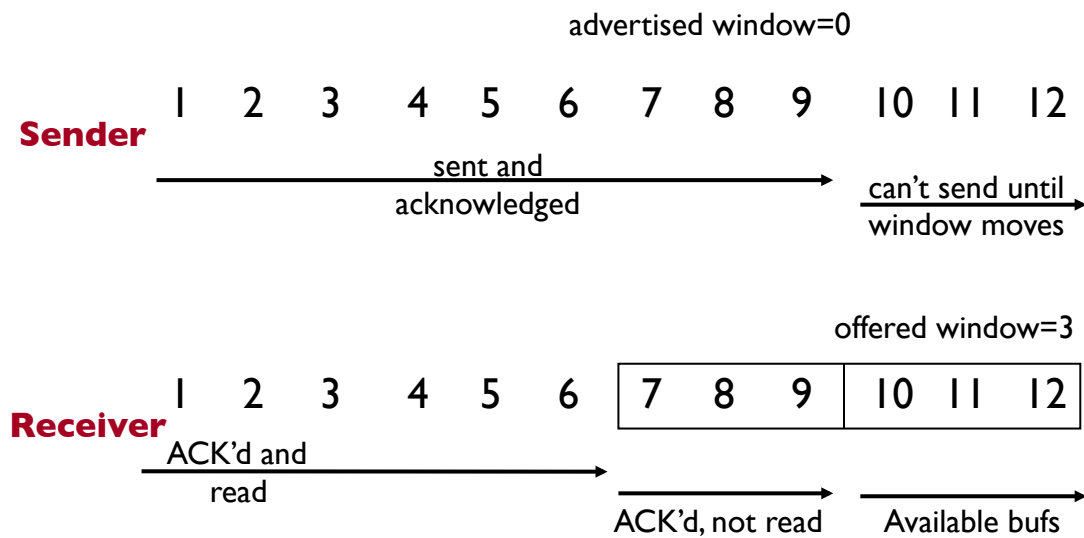 advertised window=0
1 2 3 4 5 6 7 8 9 10 11 12
Sender
sent and
acknowledged
can't send until
window moves
offered window=3
1 2 3 4 5 6 7 8 9 10 11 12
Receiver
ACK'd and
read
ACK'd, not read
Available bufs